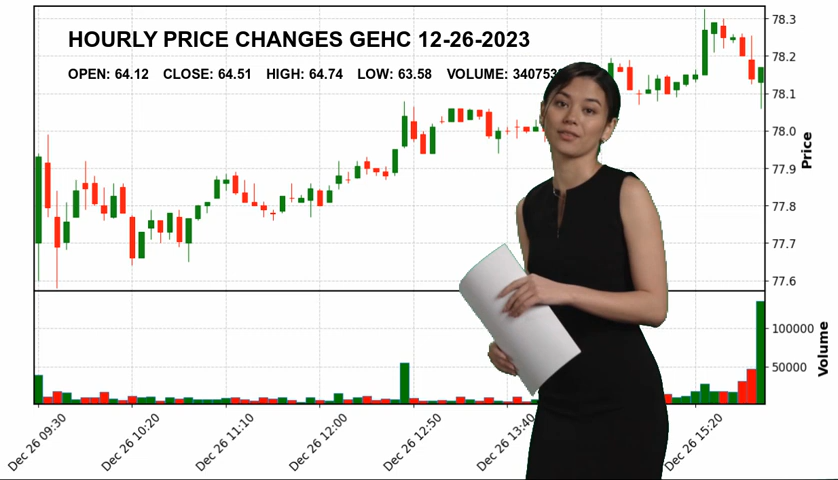 HOURLY PRICE CHANGES GEHC 12-26-2023
OPEN: 64.12 CLOSE: 64.51 HIGH: 64.74 LOW: 63.58 VOLUME:
78.3
78.2
78.1
78.0
77.9
77.8
77.7
77.6
Price
100000
50000
Volume
Dec 26 09:30
Dec 26 10:20
Dec 26 11:10
Dec 26 12:00
Dec 26 12:50
Dec 26 13:40
Dec 26 15:20